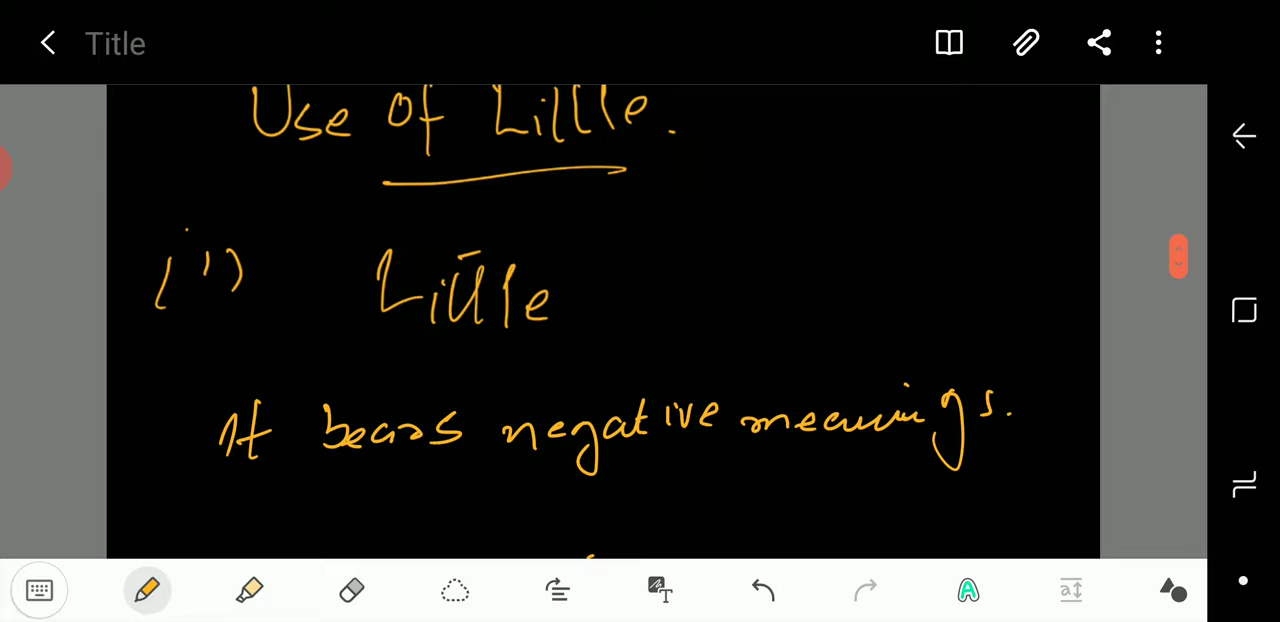 Title
Use of Little.
(i) Little
It bears negative meanings.